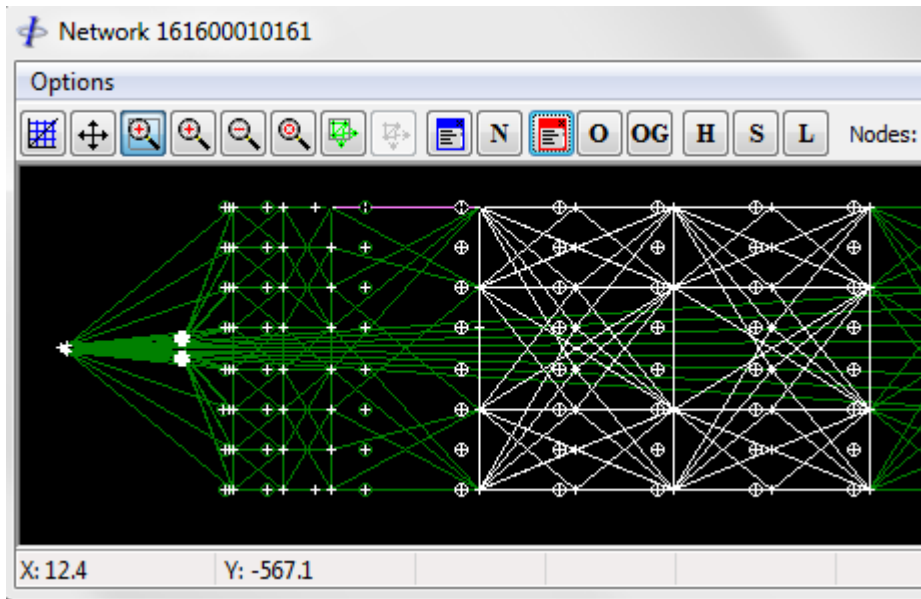 Network 161600010161
Options
N O OG H S L Nodes:
X: 12.4 Y: -567.1